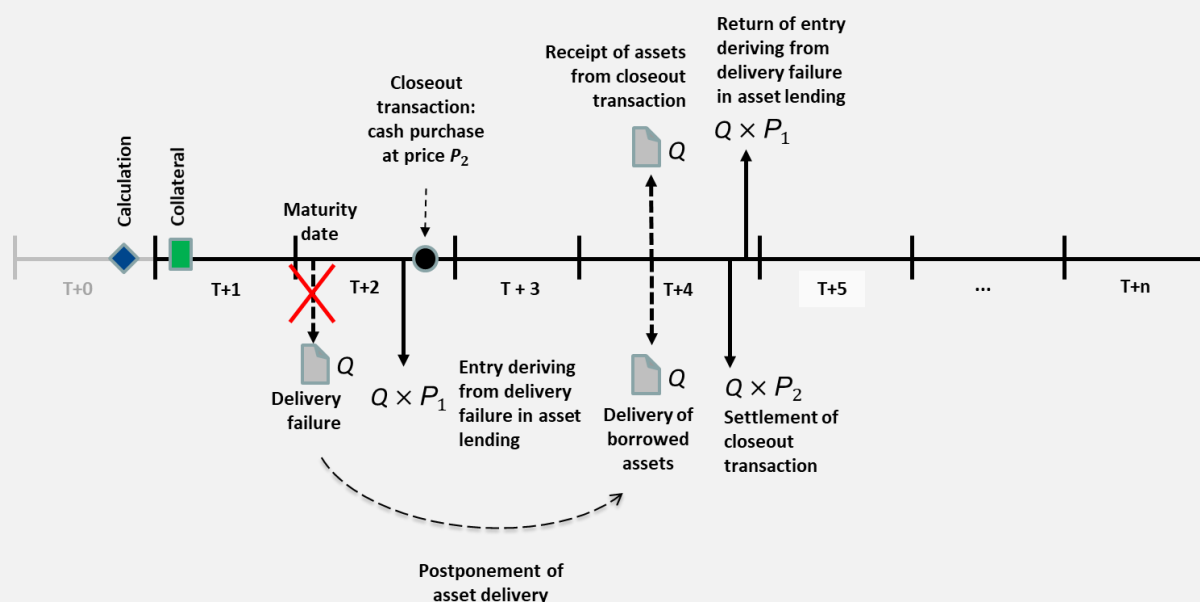 Return of entry
deriving from
delivery failure
in asset lending
Q × P1
Receipt of assets
from closeout
transaction
Q
Closeout
transaction:
cash purchase
at price P2
Calculation
Collateral
Maturity
date
T+0
T+1
T+2
T + 3
T+4
T+5
...
T+n
Q
Delivery
failure
Q × P1
Entry deriving
from delivery
failure in asset
lending
Q
Delivery of
borrowed
assets
Q × P2
Settlement of
closeout
transaction
Postponement of
asset delivery